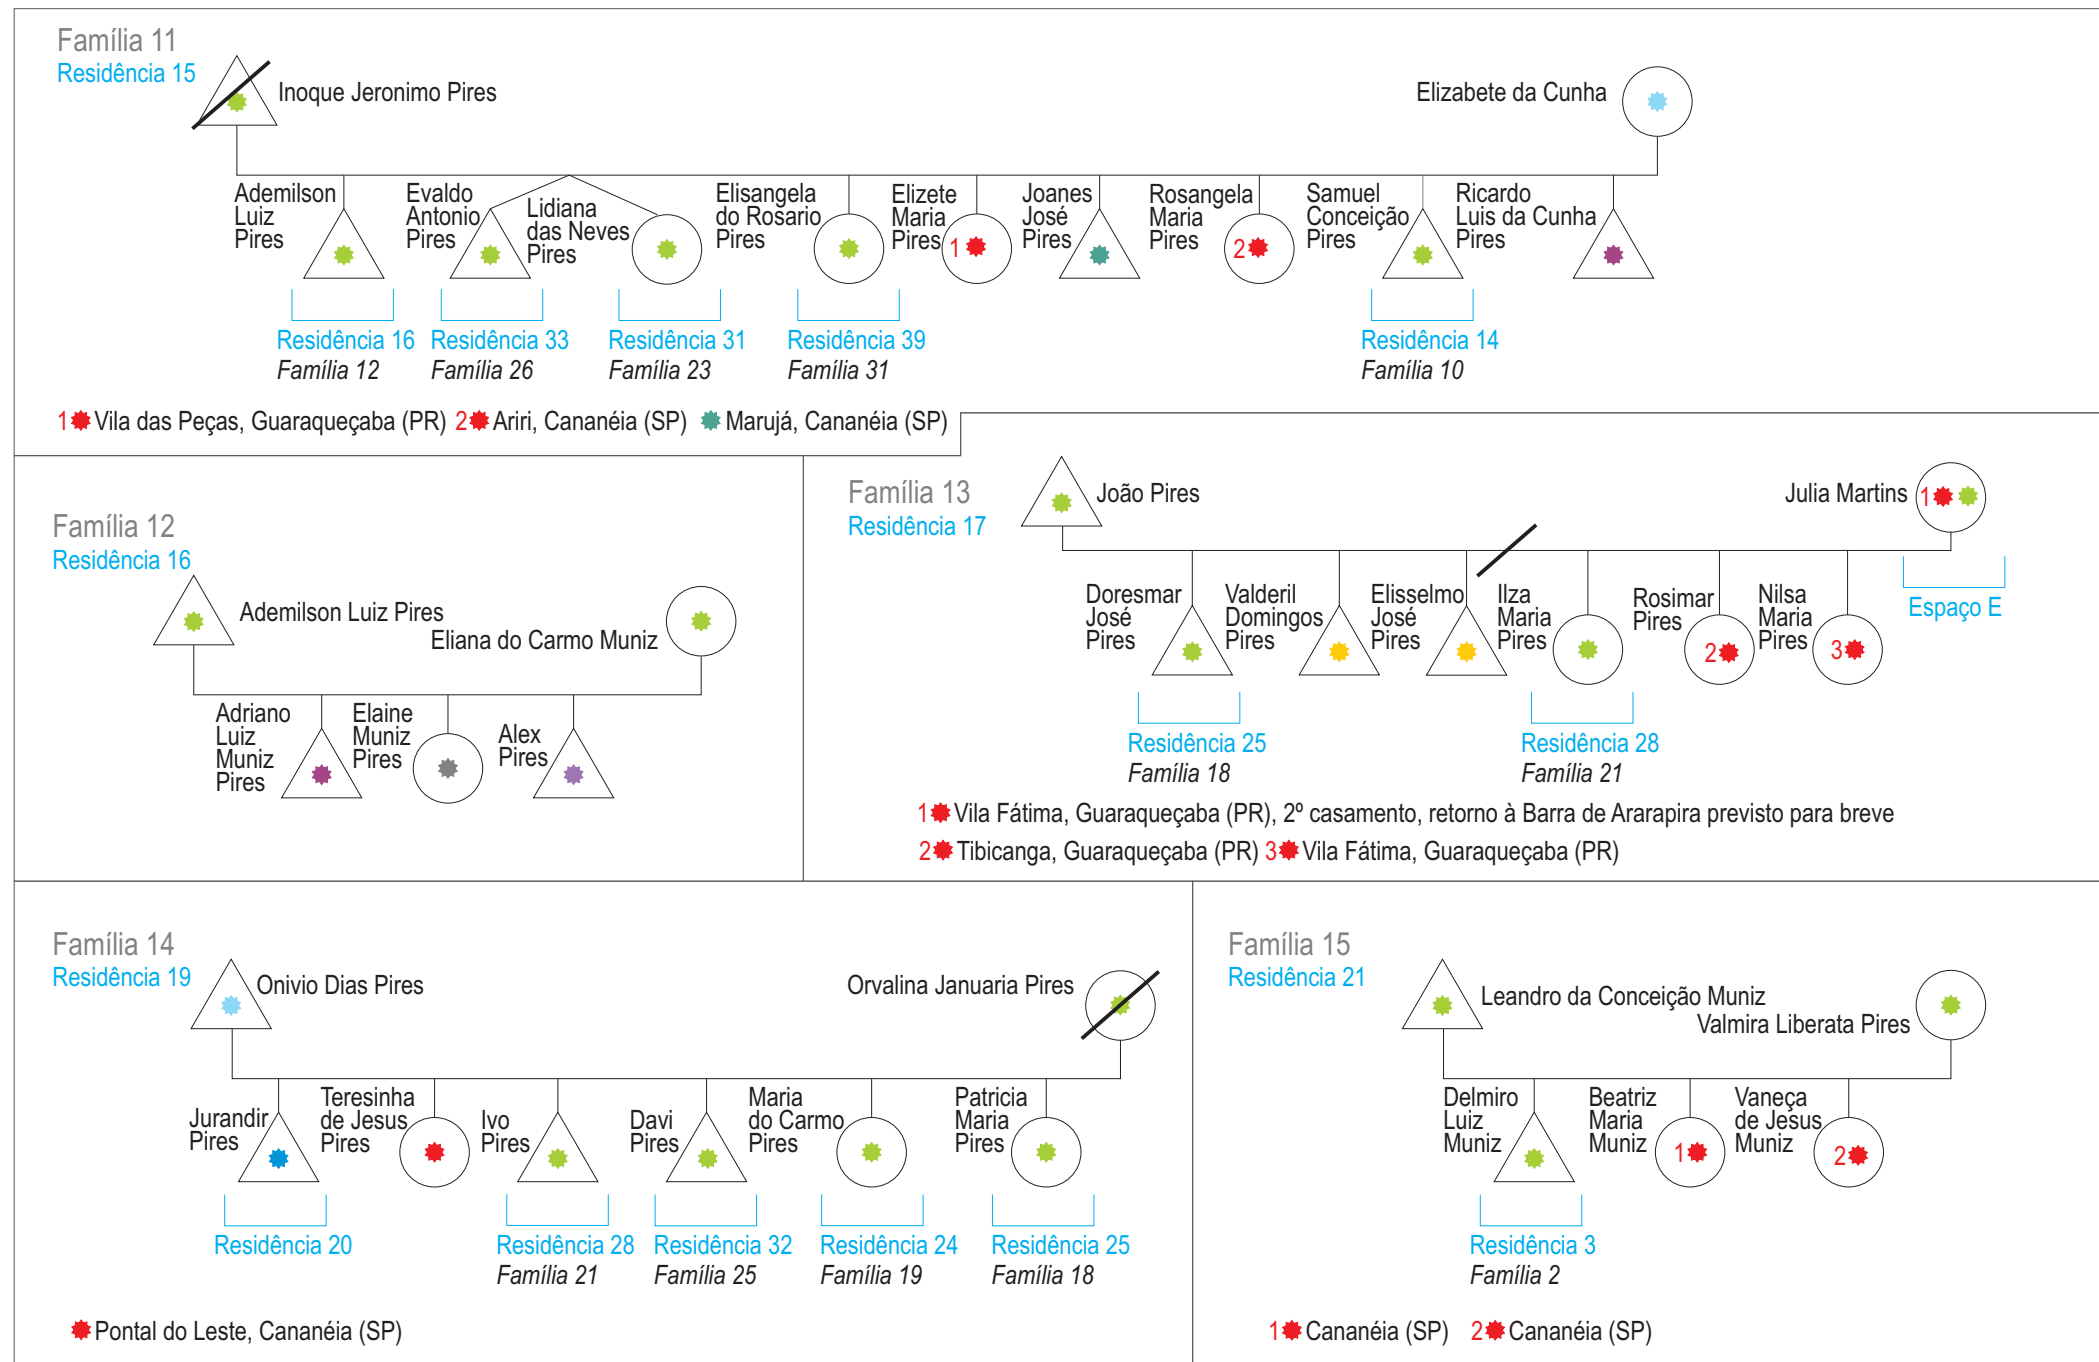 Família 11
Residência 15
Inoque Jeronimo Pires
Elizabete da Cunha
Ademilson
Luiz
Pires
Evaldo
Antonio
Pires
Lidiana
das Neves
Pires
Elisangela
do Rosario
Pires
Elizete
Maria
Pires
1
Joanes
José
Pires
Rosangela
Maria
Pires
2
Samuel
Conceição
Pires
Ricardo
Luis da Cunha
Pires
Residência 16
Família 12
Residência 33
Família 26
Residência 31
Família 23
Residência 39
Família 31
Residência 14
Família 10
1 Vila das Peças, Guaraqueçaba (PR) 2 Ariri, Cananéia (SP) Marujá, Cananéia (SP)
Família 12
Residência 16
Ademilson Luiz Pires
Eliana do Carmo Muniz
Adriano
Luiz
Muniz
Pires
Elaine
Muniz
Pires
Alex
Pires
Família 13
Residência 17
João Pires
Julia Martins
1
Espaço E
Doresmar
José
Pires
Valderil
Domingos
Pires
Elisselmo
José
Pires
Ilza
Maria
Pires
Rosimar
Pires
2
Nilsa
Maria
Pires
3
Residência 25
Família 18
Residência 28
Família 21
1 Vila Fátima, Guaraqueçaba (PR), 2º casamento, retorno à Barra de Ararapira previsto para breve
2 Tibicanga, Guaraqueçaba (PR) 3 Vila Fátima, Guaraqueçaba (PR)
Família 14
Residência 19
Onivio Dias Pires
Orvalina Januaria Pires
Jurandir
Pires
Teresinha
de Jesus
Pires
Ivo
Pires
Davi
Pires
Maria
do Carmo
Pires
Patricia
Maria
Pires
Residência 20
Residência 28
Família 21
Residência 32
Família 25
Residência 24
Família 19
Residência 25
Família 18
Pontal do Leste, Cananéia (SP)
Família 15
Residência 21
Leandro da Conceição Muniz
Valmira Liberata Pires
Delmiro
Luiz
Muniz
Beatriz
Maria
Muniz
1
Vaneça
de Jesus
Muniz
2
Residência 3
Família 2
1 Cananéia (SP) 2 Cananéia (SP)